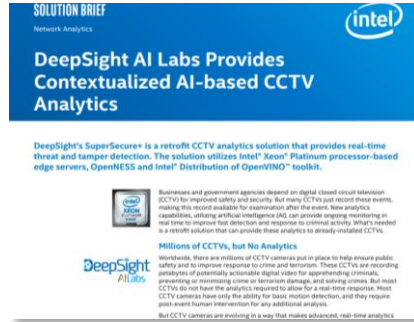 SOLUTION BRIEF
Network Analytics
intel
DeepSight AI Labs Provides
Contextualized AI-based CCTV
Analytics
DeepSight's SuperSecure+ is a retrofit CCTV analytics solution that provides real-time
threat and tamper detection. The solution utilizes Intel® Xeon® Platinum processor-based
edge servers, OpenNESS and Intel® Distribution of OpenVINO™ toolkit.
Businesses and government agencies depend on digital closed circuit television
(CCTV) for improved safety and security. But many CCTVs just record these events,
making this record available for examination after the event. New analytics
capabilities, utilizing artificial intelligence (AI), can provide ongoing monitoring in
real time to improve fast detection and response to criminal activity. What's needed
is a retrofit solution that can provide these analytics to already-installed CCTVs.
intel
XEON
PLATINUM
Millions of CCTVs, but No Analytics
Worldwide, there are millions of CCTV cameras put in place to help ensure public
safety and to improve response to crime and terrorism. These CCTVs are recording
petabytes of potentially actionable digital video for apprehending criminals,
preventing or minimizing crime or terrorism damage, and solving crimes. But most
CCTVs do not have the analytics required to allow for a real-time response. Most
CCTV cameras have only the ability for basic motion detection, and they require
post-event human intervention for any additional analysis.
DeepSight
AILabs
But CCTV cameras are evolving in a way that makes advanced, real-time analytics